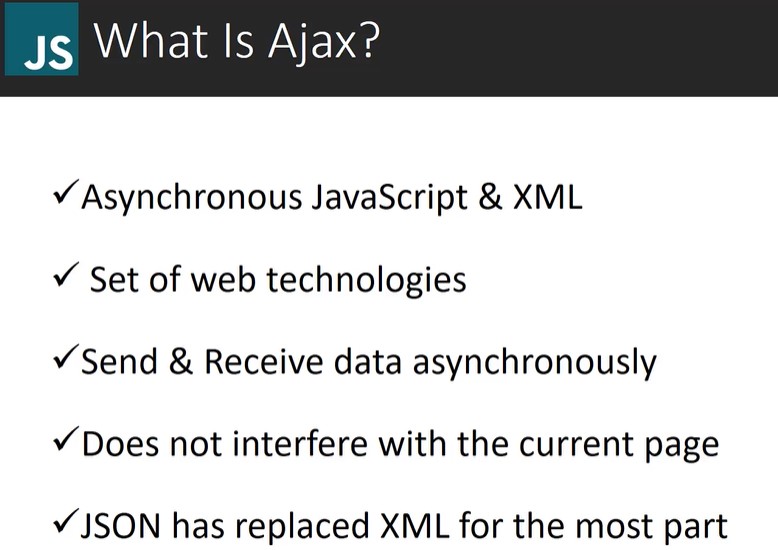 JS What Is Ajax?
✓Asynchronous JavaScript & XML
✓ Set of web technologies
✓Send & Receive data asynchronously
✓Does not interfere with the current page
✓JSON has replaced XML for the most part